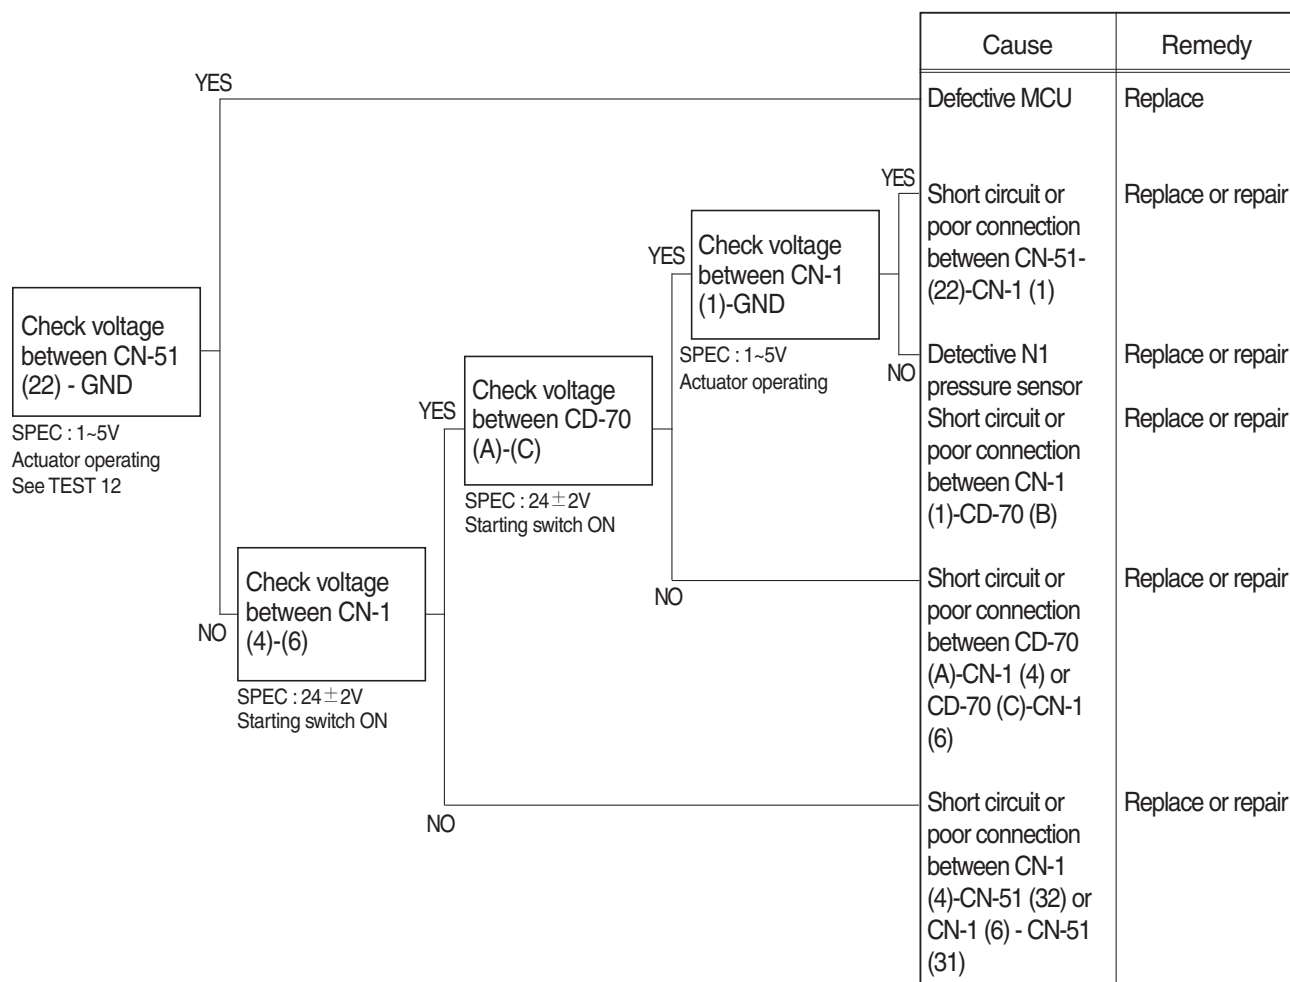 Cause
Remedy
YES
Defective MCU
Replace
YES
Short circuit or
poor connection
between CN-51-
(22)-CN-1 (1)
Replace or repair
YES
Check voltage
between CN-1
(1)-GND
SPEC : 1~5V
Actuator operating
NO
Detective N1
pressure sensor
Replace or repair
Short circuit or
poor connection
between CN-1
(1)-CD-70 (B)
Replace or repair
Check voltage
between CN-51
(22) - GND
SPEC : 1~5V
Actuator operating
See TEST 12
YES
Check voltage
between CD-70
(A)-(C)
SPEC : 24±2V
Starting switch ON
NO
Short circuit or
poor connection
between CD-70
(A)-CN-1 (4) or
CD-70 (C)-CN-1
(6)
Replace or repair
NO
Check voltage
between CN-1
(4)-(6)
SPEC : 24±2V
Starting switch ON
NO
Short circuit or
poor connection
between CN-1
(4)-CN-51 (32) or
CN-1 (6) - CN-51
(31)
Replace or repair